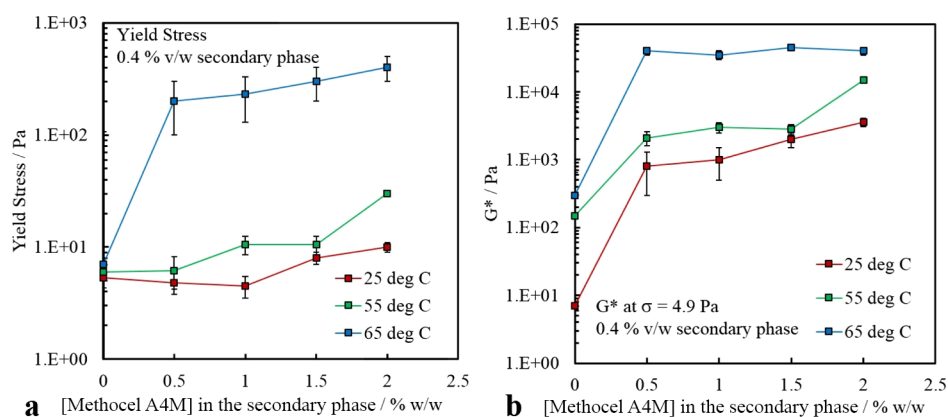 1.E+03
1.E+02
1.E+01
1.E+00
Yield Stress / Pa
Yield Stress
0.4 % v/w secondary phase
25 deg C
55 deg C
65 deg C
0 0.5 1 1.5 2 2.5
a [Methocel A4M] in the secondary phase / % w/w
1.E+05
1.E+04
1.E+03
1.E+02
1.E+01
1.E+00
G* / Pa
25 deg C
55 deg C
65 deg C
G* at σ = 4.9 Pa
0.4 % v/w secondary phase
0 0.5 1 1.5 2 2.5
b [Methocel A4M] in the secondary phase / % w/w